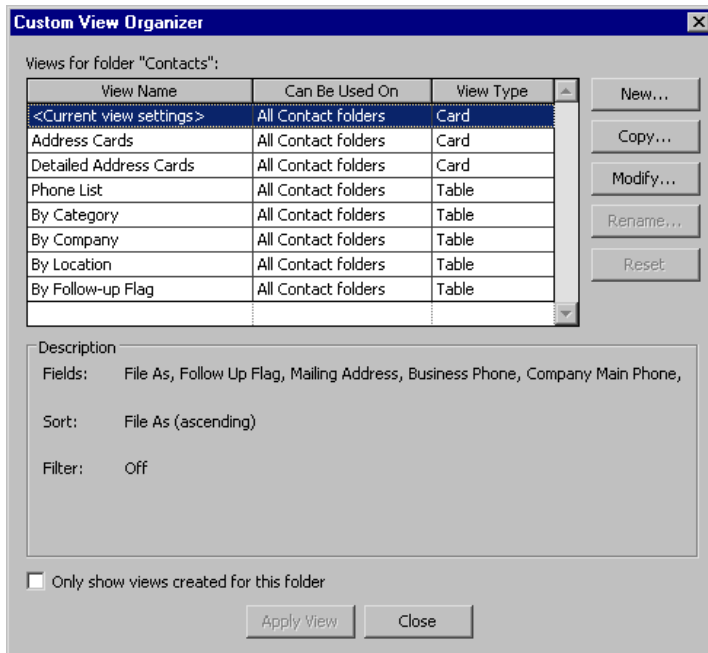 Custom View Organizer
Views for folder "Contacts":
View Name Can Be Used On View Type
<Current view settings> All Contact folders Card
Address Cards All Contact folders Card
Detailed Address Cards All Contact folders Card
Phone List All Contact folders Table
By Category All Contact folders Table
By Company All Contact folders Table
By Location All Contact folders Table
By Follow-up Flag All Contact folders Table
New...
Copy...
Modify...
Rename...
Reset
Description
Fields: File As, Follow Up Flag, Mailing Address, Business Phone, Company Main Phone,
Sort: File As (ascending)
Filter: Off
Only show views created for this folder
Apply View Close